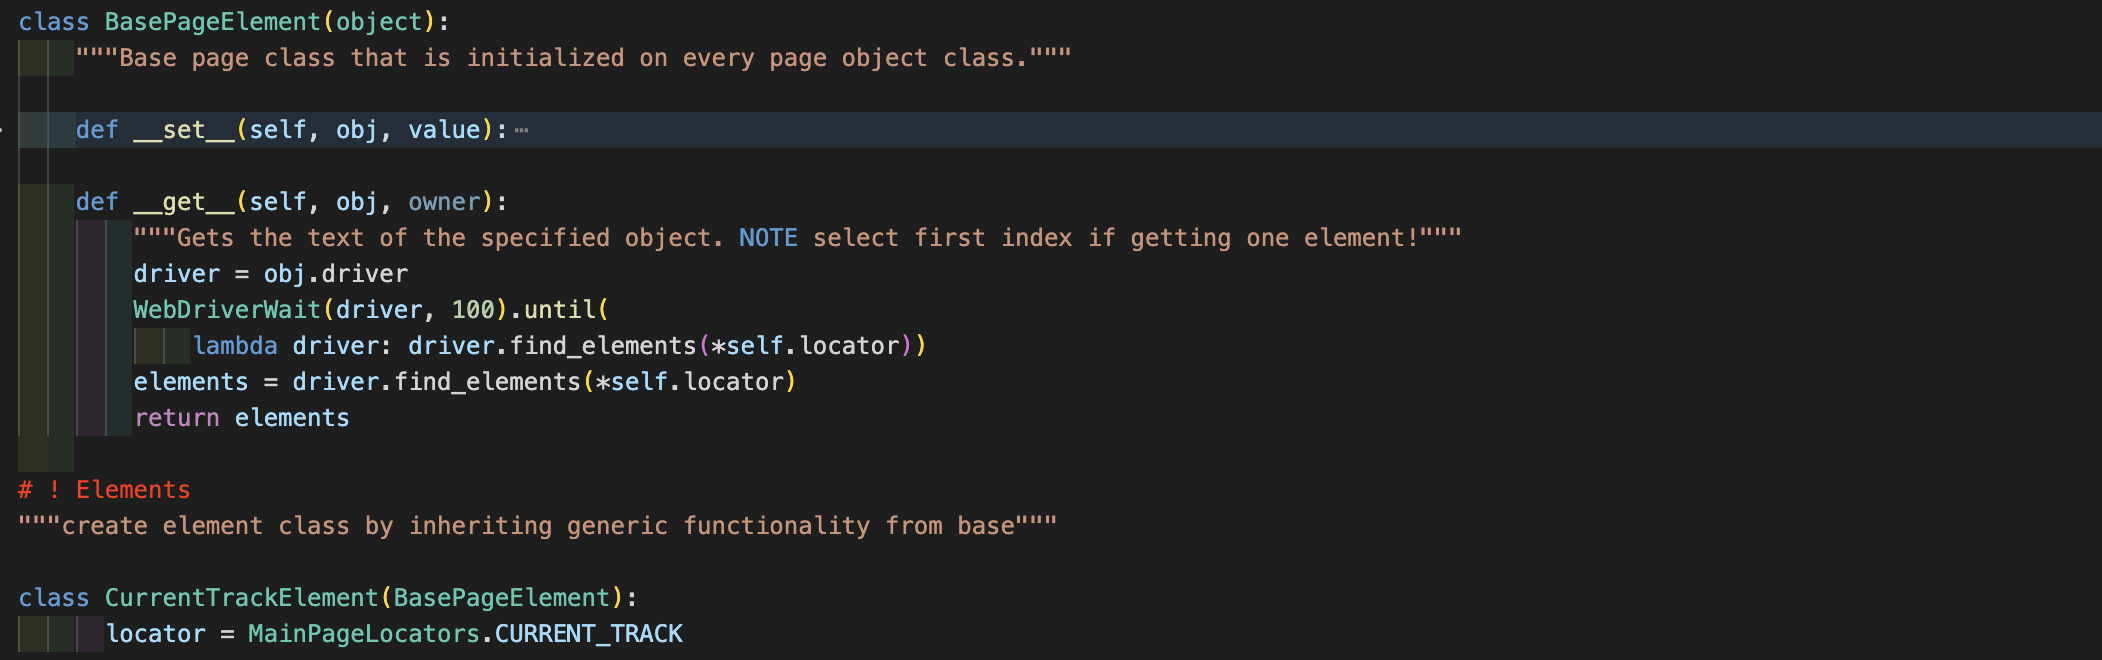 class BasePageElement(object):
"""Base page class that is initialized on every page object class."""
def __set__(self, obj, value):⋯
def __get__(self, obj, owner):
"""Gets the text of the specified object. NOTE select first index if getting one element!"""
driver = obj.driver
WebDriverWait(driver, 100).until(
lambda driver: driver.find_elements(*self.locator))
elements = driver.find_elements(*self.locator)
return elements
# ! Elements
"""create element class by inheriting generic functionality from base"""
class CurrentTrackElement(BasePageElement):
locator = MainPageLocators.CURRENT_TRACK